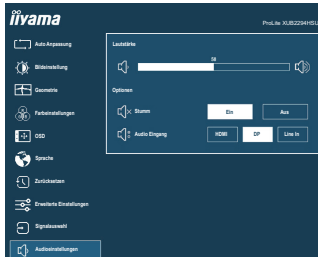 iiyama
ProLite XUB2294HSU
Auto Anpassung
Bildeinstellung
Geometrie
Farbeinstellungen
OSD
Sprache
Zurücksetzen
Erweiterte Einstellungen
Signalauswahl
Audioeinstellungen
Lautstärke
50
Optionen
Stumm
Ein
Aus
Audio Eingang
HDMI
DP
Line In